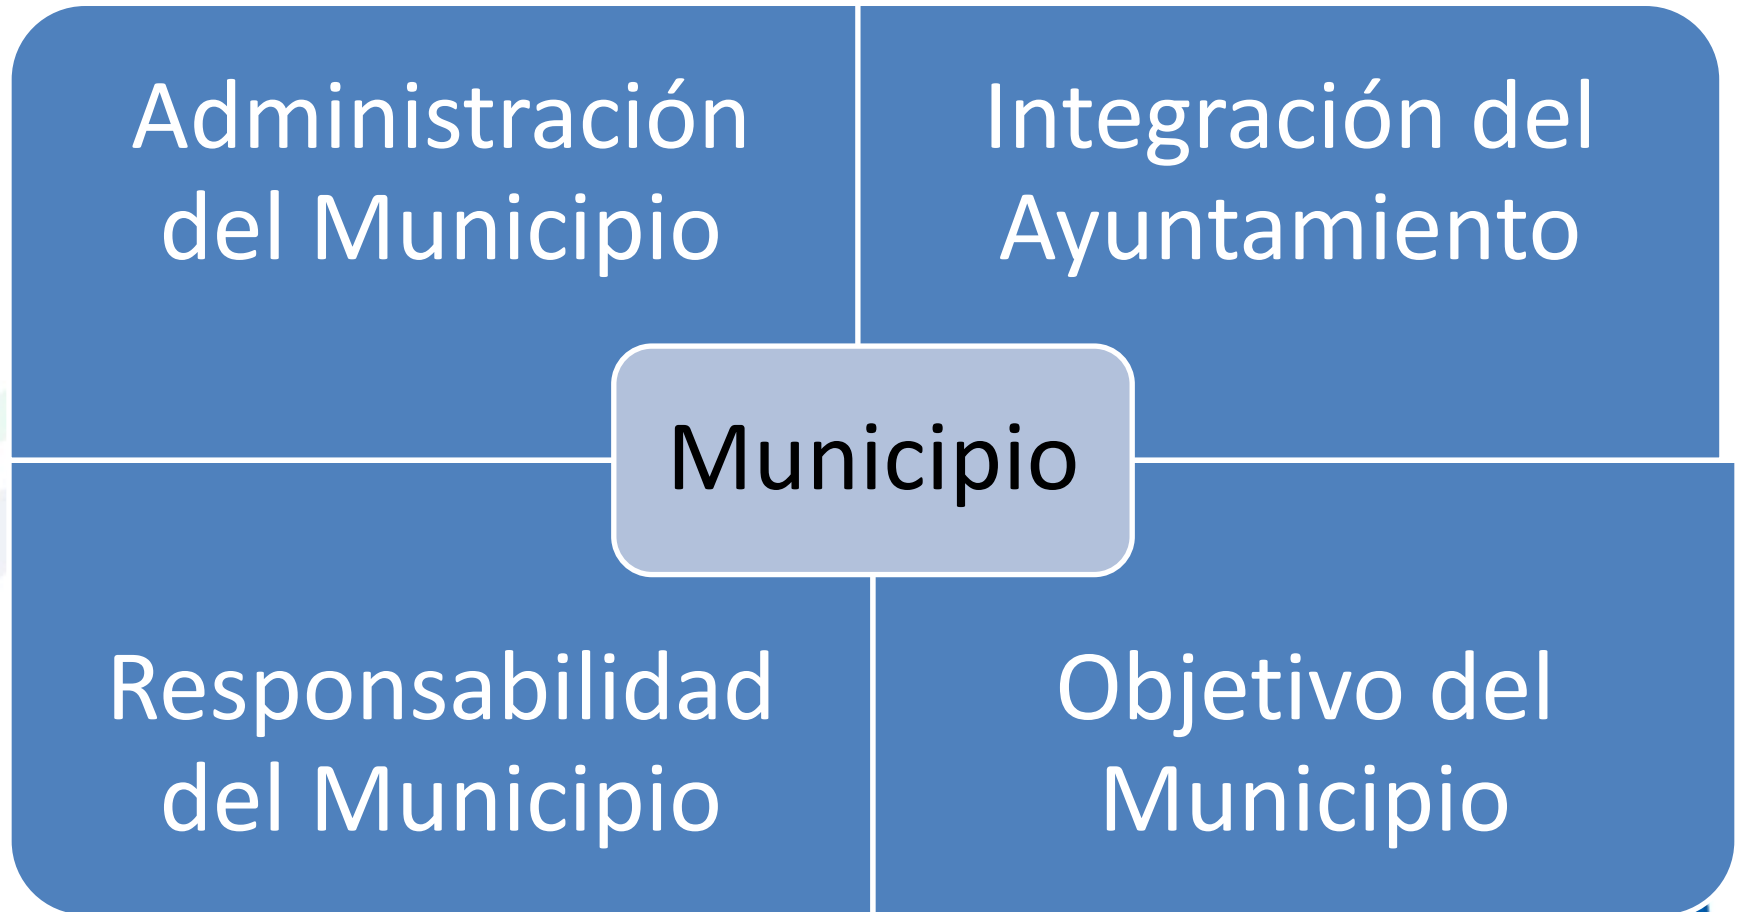 Administración
del Municipio
Integración del
Ayuntamiento
Municipio
Responsabilidad
del Municipio
Objetivo del
Municipio